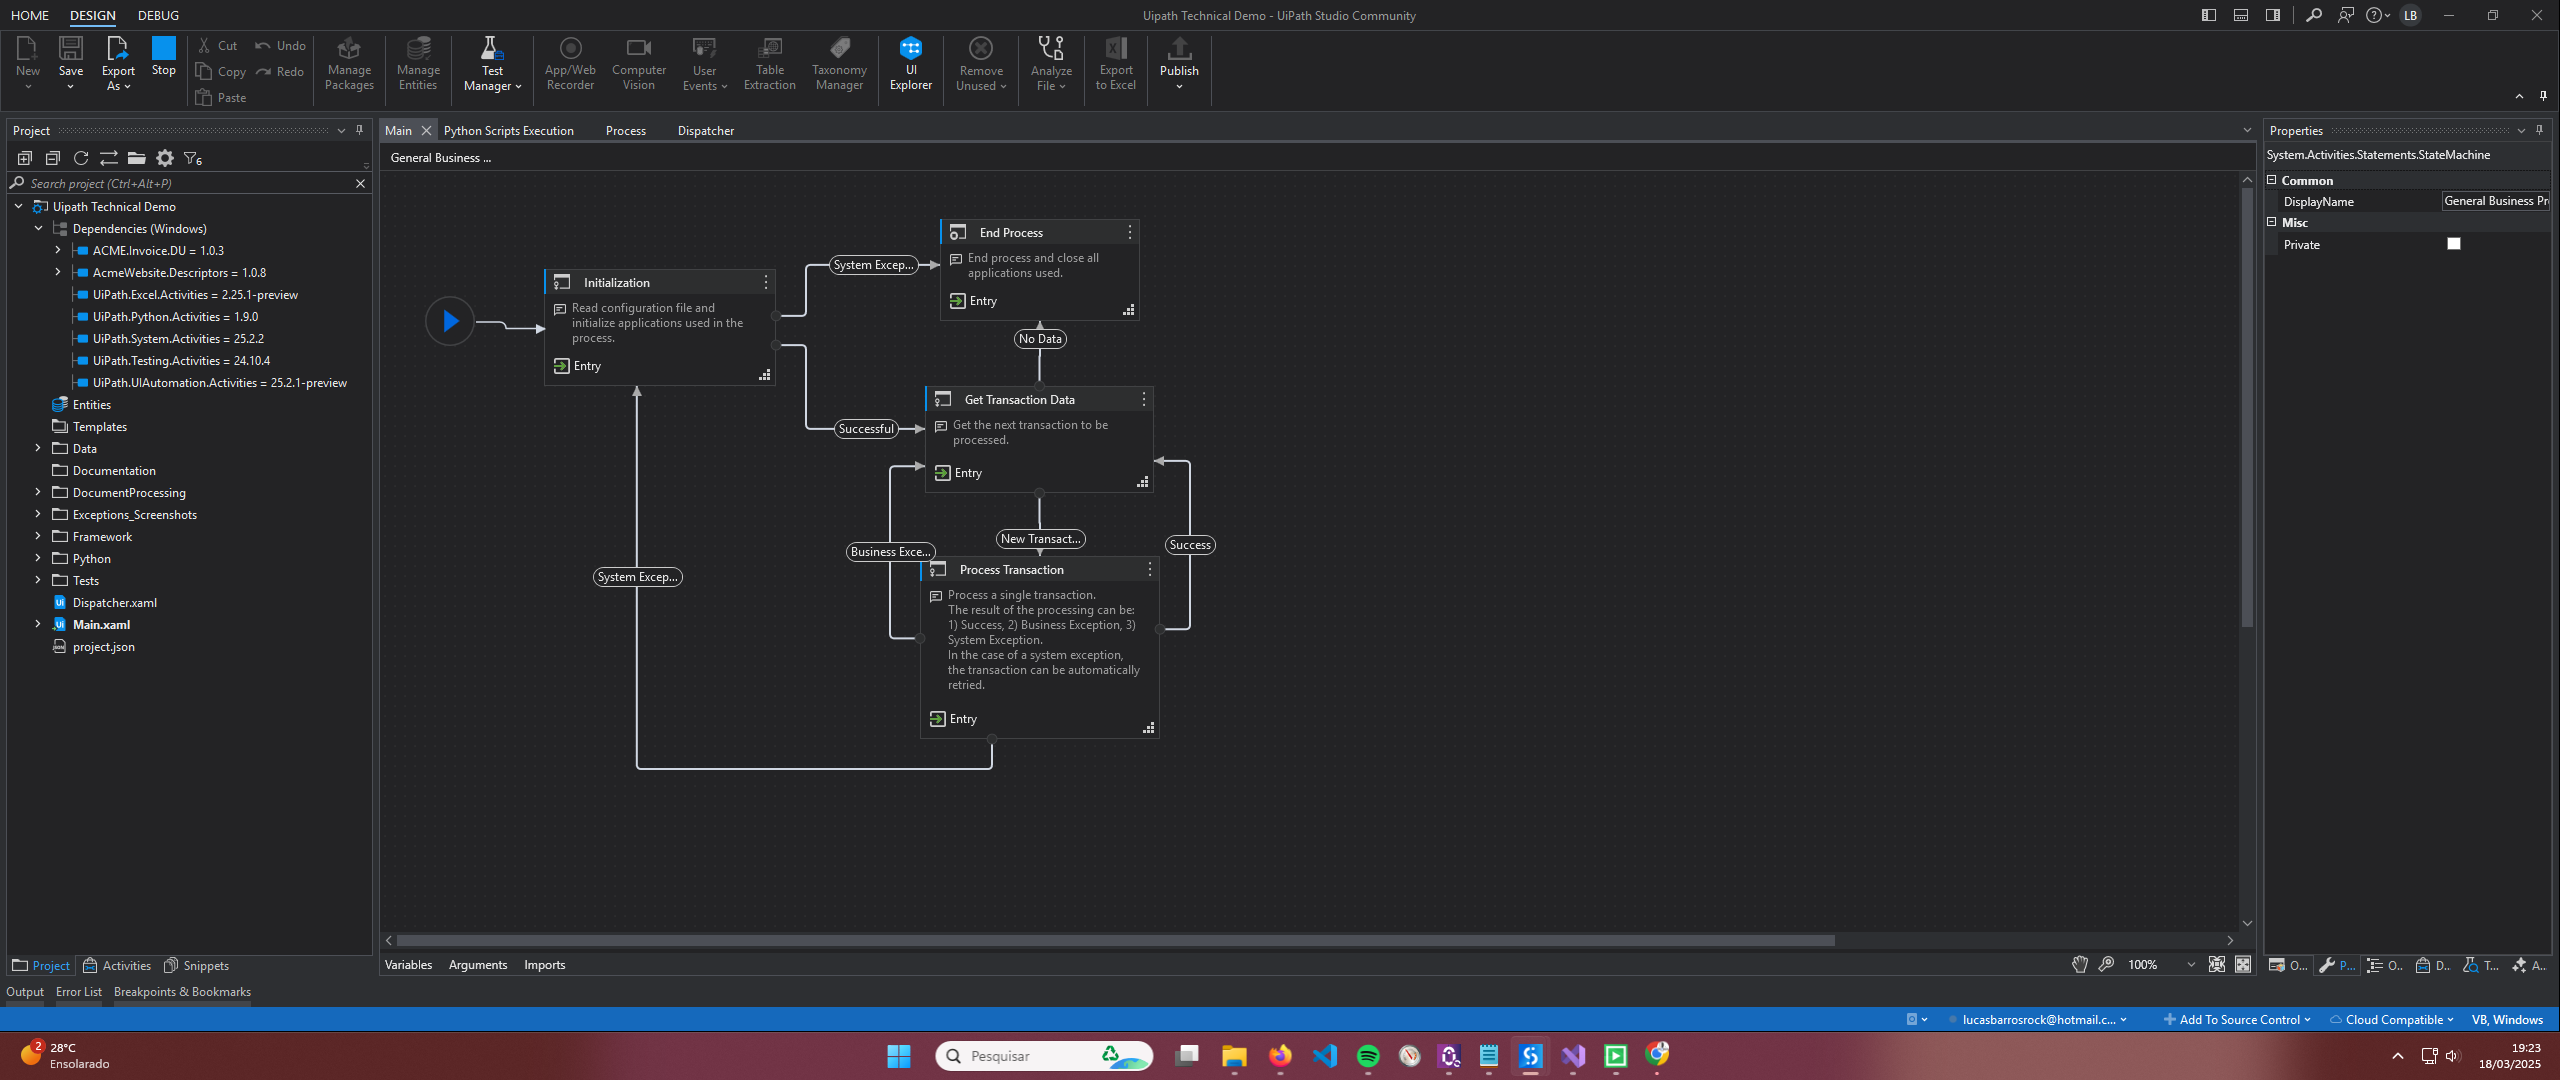 HOME
DESIGN
DEBUG
Uipath Technical Demo - UiPath Studio Community
LB
New
Save
Export
As
Stop
Cut
Copy
Paste
Undo
Redo
Manage
Packages
Manage
Entities
Test
Manager
App/Web
Recorder
Computer
Vision
User
Events
Table
Extraction
Taxonomy
Manager
UI
Explorer
Remove
Unused
Analyze
File
Export
to Excel
Publish
Project
6
Search project (Ctrl+Alt+P)
Uipath Technical Demo
Dependencies (Windows)
ACME.Invoice.DU = 1.0.3
AcmeWebsite.Descriptors = 1.0.8
UiPath.Excel.Activities = 2.25.1-preview
UiPath.Python.Activities = 1.9.0
UiPath.System.Activities = 25.2.2
UiPath.Testing.Activities = 24.10.4
UiPath.UIAutomation.Activities = 25.2.1-preview
Entities
Templates
Data
Documentation
DocumentProcessing
Exceptions_Screenshots
Framework
Python
Tests
Dispatcher.xaml
Main.xaml
project.json
Project
Activities
Snippets
Main
Python Scripts Execution
Process
Dispatcher
General Business ...
Initialization
Read configuration file and
initialize applications used in the
process.
Entry
System Excep...
End Process
End process and close all
applications used.
Entry
No Data
Successful
Get Transaction Data
Get the next transaction to be
processed.
Entry
New Transact...
Business Exce...
Success
System Excep...
Process Transaction
Process a single transaction.
The result of the processing can be:
1) Success, 2) Business Exception, 3)
System Exception.
In the case of a system exception,
the transaction can be automatically
retried.
Entry
Variables
Arguments
Imports
100%
Properties
System.Activities.Statements.StateMachine
Common
DisplayName
General Business Pr
Misc
Private
O...
P...
O..
D..
T...
A..
Output
Error List
Breakpoints & Bookmarks
lucasbarrosrock@hotmail.c...
Add To Source Control
Cloud Compatible
VB, Windows
2
28°C
Ensolarado
Pesquisar
19:23
18/03/2025